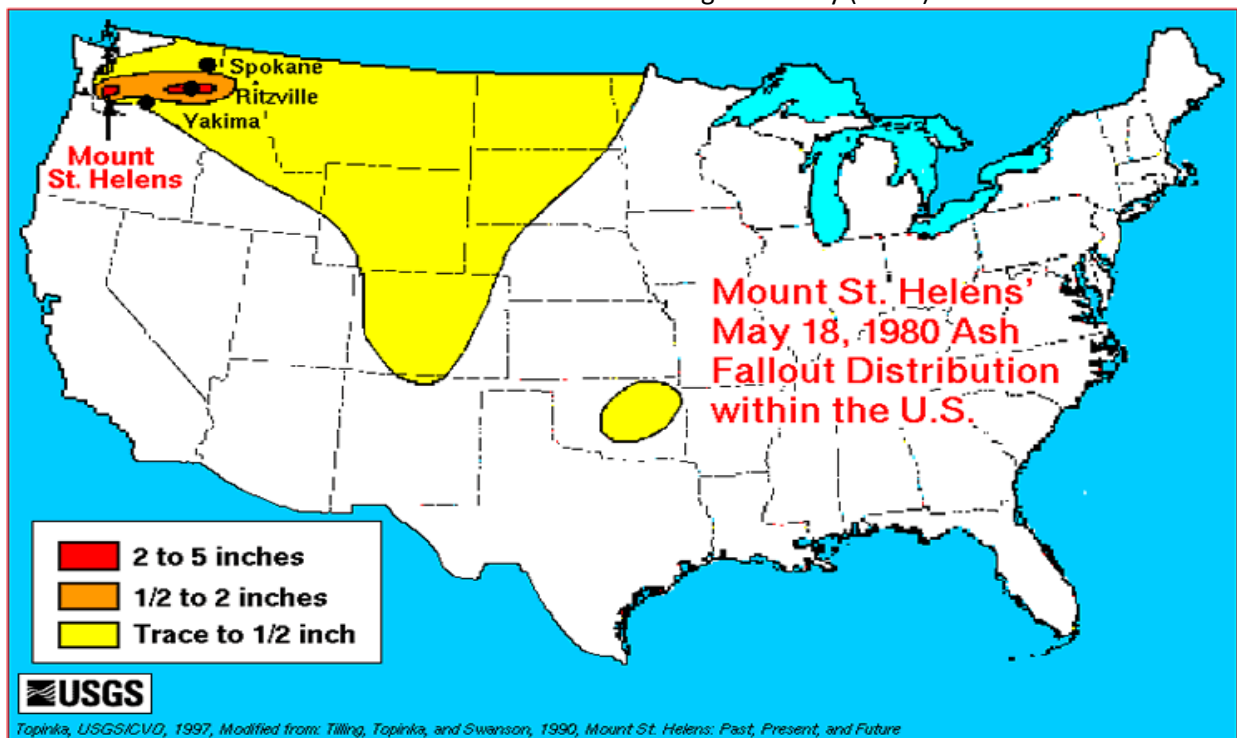 Spokane
Ritzville
Yakima
Mount
St. Helens
Mount St. Helens'
May 18, 1980 Ash
Fallout Distribution
within the U.S.
2 to 5 inches
1/2 to 2 inches
Trace to 1/2 inch
USGS
Topinka, USGS/CVO, 1997, Modified from: Tilling, Topinka, and Swanson, 1990, Mount St. Helens: Past, Present, and Future